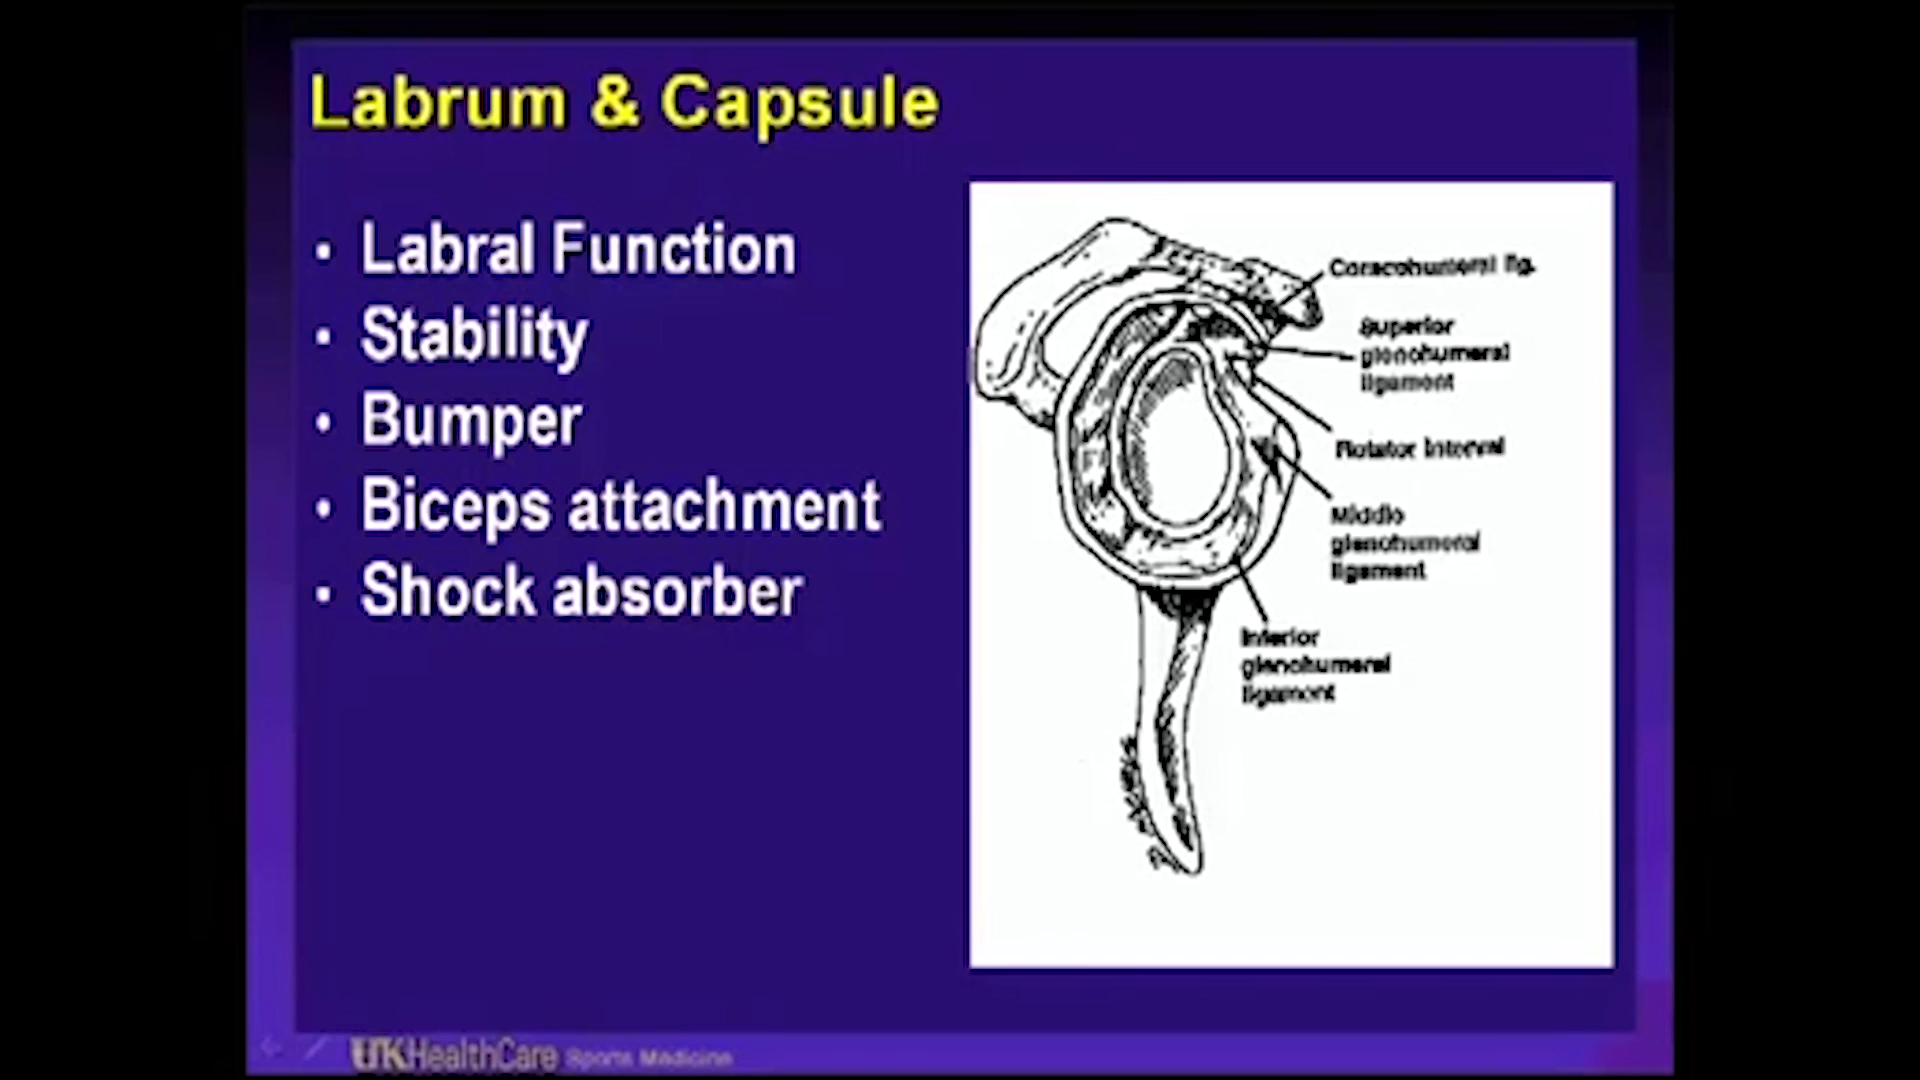 Labrum & Capsule
• Labral Function
• Stability
• Bumper
• Biceps attachment
• Shock absorber
Coracohumeral lig.
Superior
glenohumeral
ligament
Rotator Interval
Middle
glenohumeral
ligament
Inferior
glenohumeral
ligament
UKHealthCare Sports Medicine